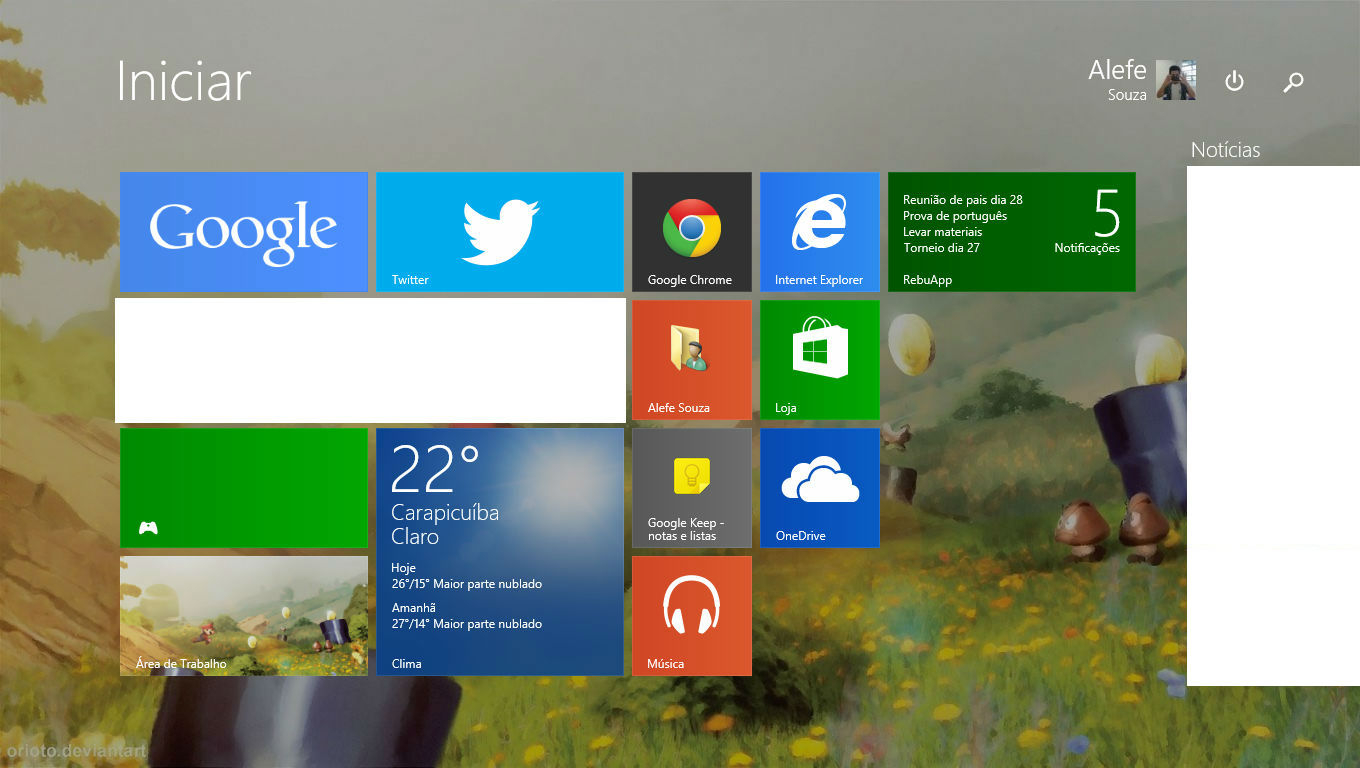 Iniciar
Alefe
Souza
Notícias
Google
Twitter
Google Chrome
Internet Explorer
Reunião de pais dia 28
Prova de português
Levar materiais
Torneio dia 27
5
Notificações
RebuApp
Alefe Souza
Loja
22°
Carapicuíba
Claro
Hoje
26°/15° Maior parte nublado
Amanhã
27°/14° Maior parte nublado
Clima
Google Keep -
notas e listas
OneDrive
Área de Trabalho
Música
orioto.deviantart